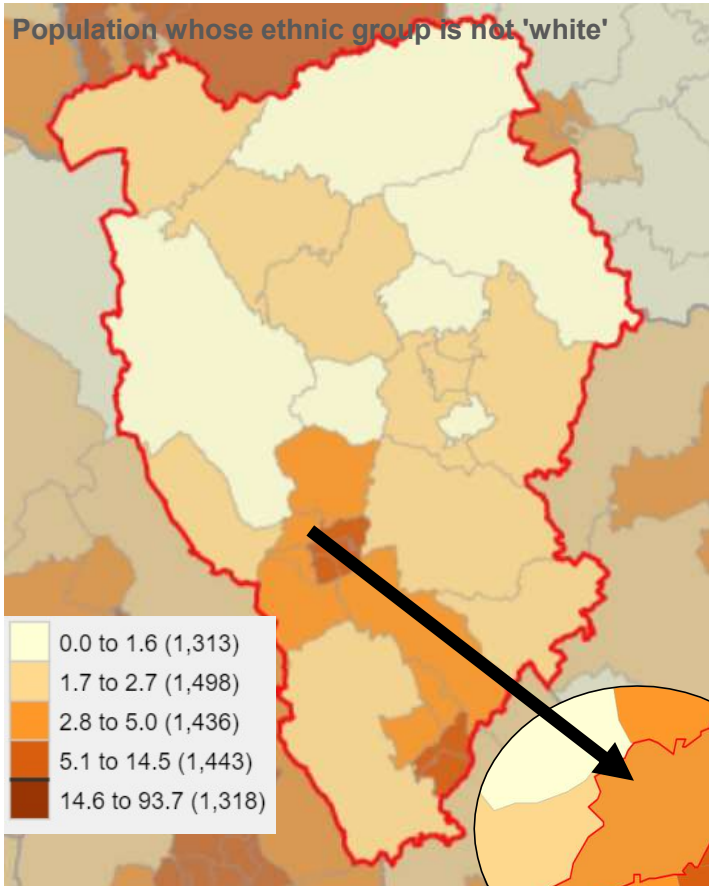 Population whose ethnic group is not 'white'
0.0 to 1.6 (1,313)
1.7 to 2.7 (1,498)
2.8 to 5.0 (1,436)
5.1 to 14.5 (1,443)
14.6 to 93.7 (1,318)